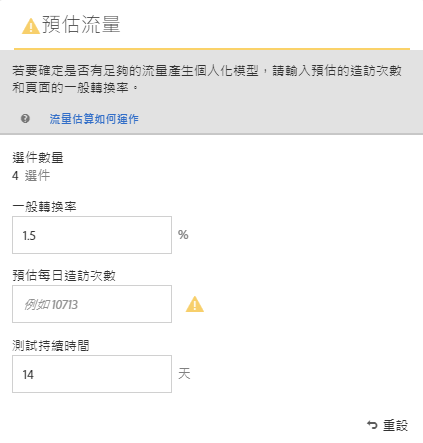 預估流量
若要確定是否有足夠的流量產生個人化模型，請輸入預估的造訪次數
和頁面的一般轉換率。
流量估算如何運作
選件數量
4 選件
一般轉換率
1.5 %
預估每日造訪次數
例如 10713
測試持續時間
14 天
重設